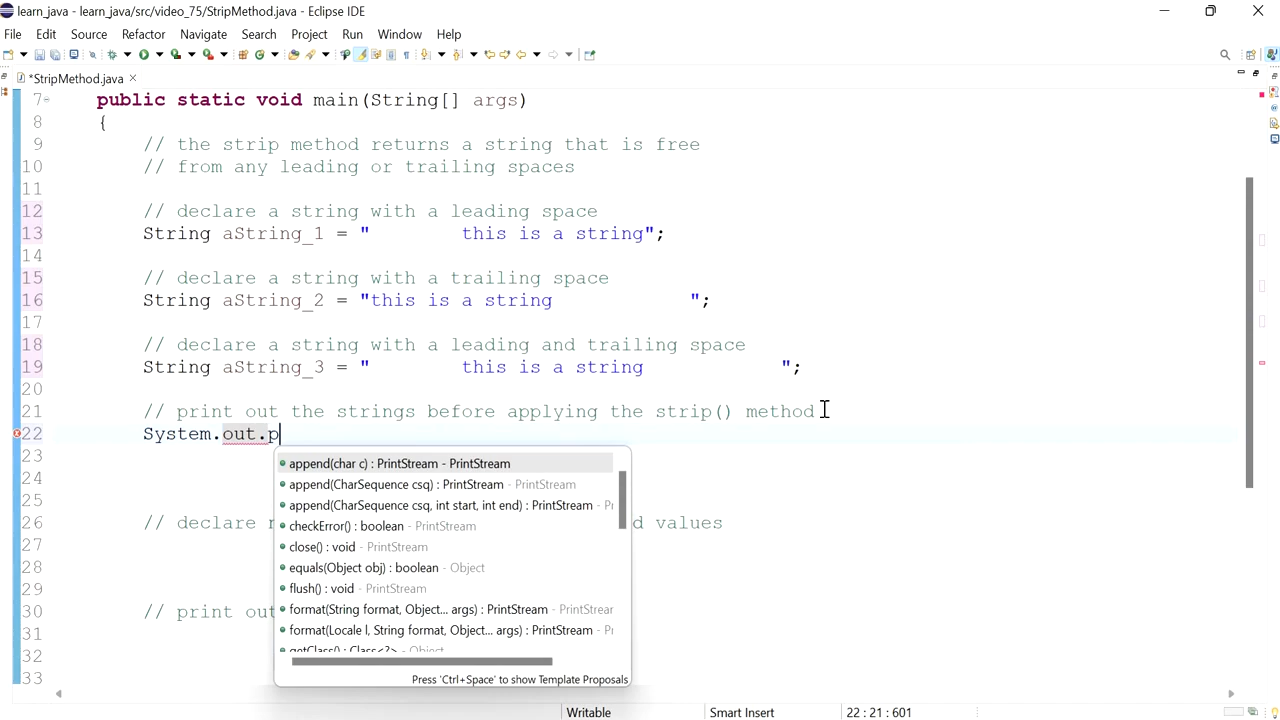 learn_java - learn_java/src/video_75/StripMethod.java - Eclipse IDE
File Edit Source Refactor Navigate Search Project Run Window Help
*StripMethod.java
7 public static void main(String[] args)
8 {
9 // the strip method returns a string that is free
10 // from any leading or trailing spaces
11
12 // declare a string with a leading space
13 String aString_1 = "        this is a string";
14
15 // declare a string with a trailing space
16 String aString_2 = "this is a string            ";
17
18 // declare a string with a leading and trailing space
19 String aString_3 = "        this is a string            ";
20
21 // print out the strings before applying the strip() method
22 System.out.p
23
append(char c) : PrintStream - PrintStream
24
append(CharSequence csq) : PrintStream - PrintStream
25
append(CharSequence csq, int start, int end) : PrintStream - Pr
26 // declare d values
checkError() : boolean - PrintStream
27
close() : void - PrintStream
28
equals(Object obj) : boolean - Object
29
flush() : void - PrintStream
30 // print out
format(String format, Object... args) : PrintStream - PrintStrear
31
format(Locale l, String format, Object... args) : PrintStream - Pr
32
getClass() : Class<?> - Object
33
Press 'Ctrl+Space' to show Template Proposals
Writable Smart Insert 22 : 21 : 601